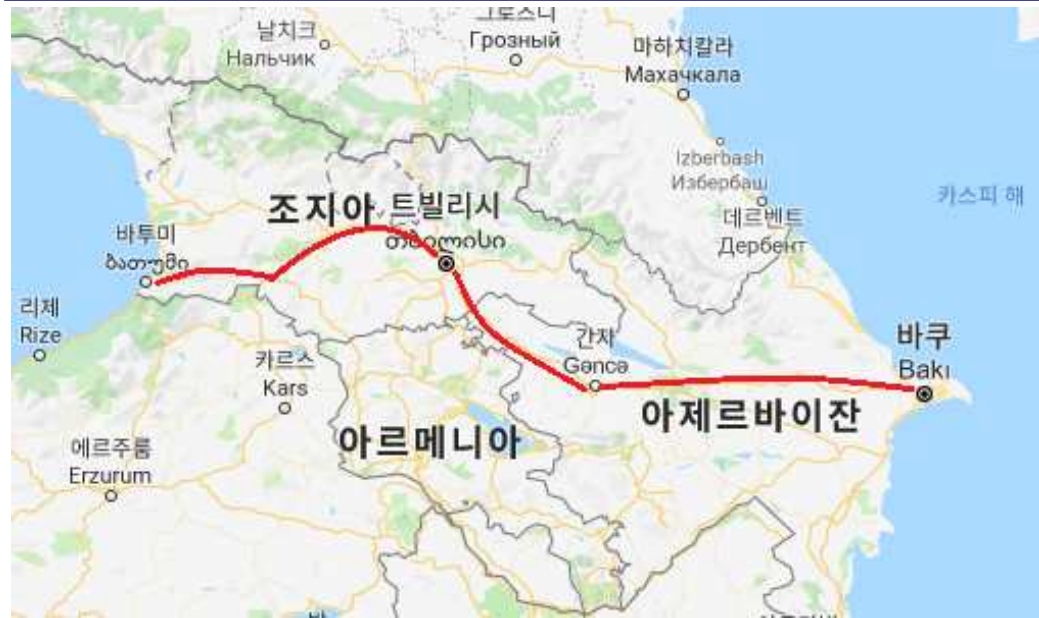 그로스니
Грозный
날치크
Нальчик
마하치칼라
Махачкала
Izberbash
Избербаш
카스피 해
데르벤트
Дербент
조지아
트빌리시
თბილისი
바투미
ბათუმი
리제
Rize
바쿠
Bakı
간자
Gəncə
카르스
Kars
아제르바이잔
아르메니아
에르주룸
Erzurum